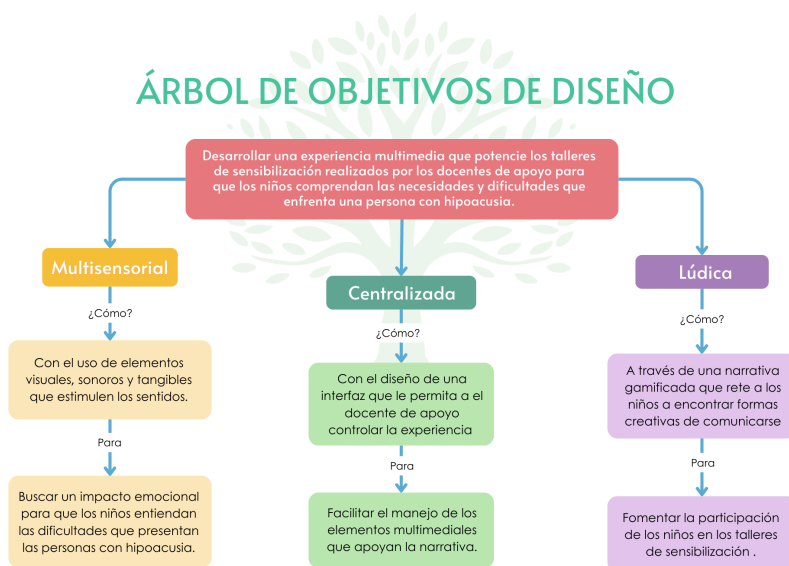 ÁRBOL DE OBJETIVOS DE DISEÑO
Desarrollar una experiencia multimedia que potencie los talleres
de sensibilización realizados por los docentes de apoyo para
que los niños comprendan las necesidades y dificultades que
enfrenta una persona con hipoacusia.
Multisensorial
¿Cómo?
Con el uso de elementos
visuales, sonoros y tangibles
que estimulen los sentidos.
Para
Buscar un impacto emocional
para que los niños entiendan
las dificultades que presentan
las personas con hipoacusia.
Centralizada
¿Cómo?
Con el diseño de una
interfaz que le permita a el
docente de apoyo
controlar la experiencia
Para
Facilitar el manejo de los
elementos multimediales
que apoyan la narrativa.
Lúdica
¿Cómo?
A través de una narrativa
gamificada que rete a los
niños a encontrar formas
creativas de comunicarse
Para
Fomentar la participación
de los niños en los talleres
de sensibilización .